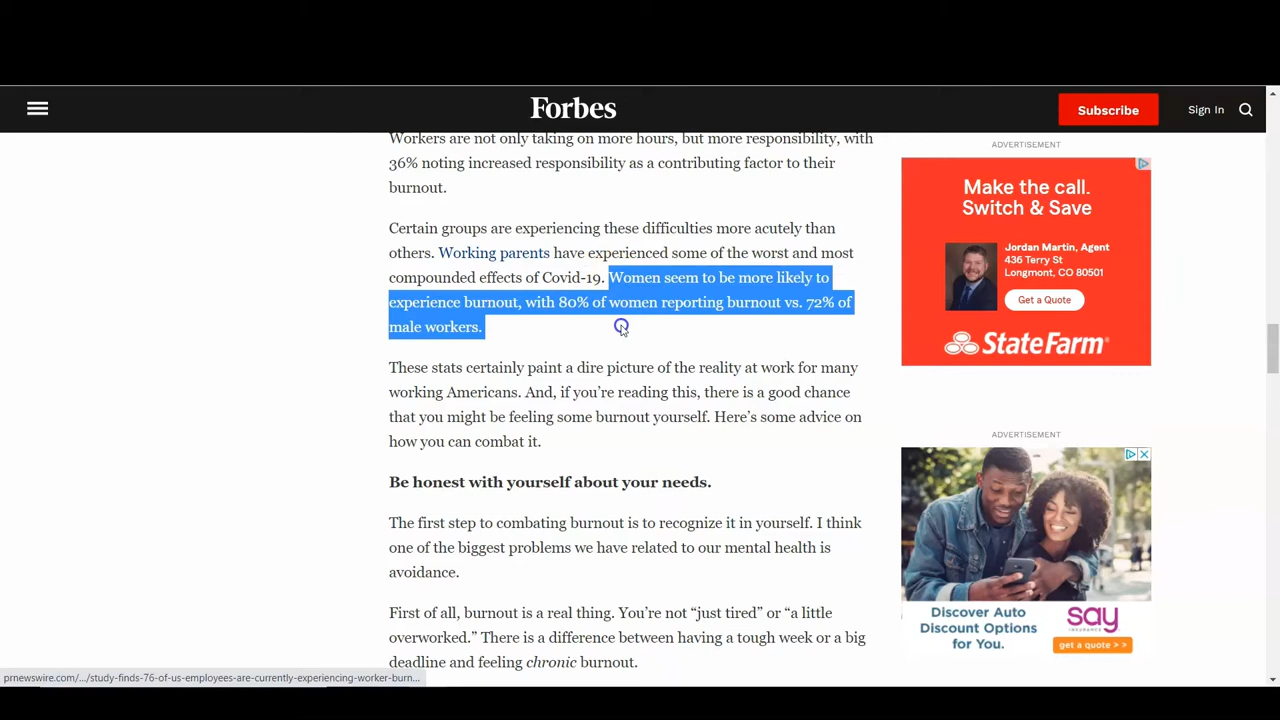 Forbes
Subscribe
Sign In
Workers are not only taking on more hours, but more responsibility, with
36% noting increased responsibility as a contributing factor to their
burnout.
Certain groups are experiencing these difficulties more acutely than
others. Working parents have experienced some of the worst and most
compounded effects of Covid-19. Women seem to be more likely to
experience burnout, with 80% of women reporting burnout vs. 72% of
male workers.
These stats certainly paint a dire picture of the reality at work for many
working Americans. And, if you’re reading this, there is a good chance
that you might be feeling some burnout yourself. Here’s some advice on
how you can combat it.
Be honest with yourself about your needs.
The first step to combating burnout is to recognize it in yourself. I think
one of the biggest problems we have related to our mental health is
avoidance.
First of all, burnout is a real thing. You’re not “just tired” or “a little
overworked.” There is a difference between having a tough week or a big
deadline and feeling chronic burnout.
ADVERTISEMENT
Make the call.
Switch & Save
Jordan Martin, Agent
436 Terry St
Longmont, CO 80501
Get a Quote
StateFarm
ADVERTISEMENT
Discover Auto
Discount Options
for You.
say
INSURANCE
get a quote > >
prnewswire.com/.../study-finds-76-of-us-employees-are-currently-experiencing-worker-burn...